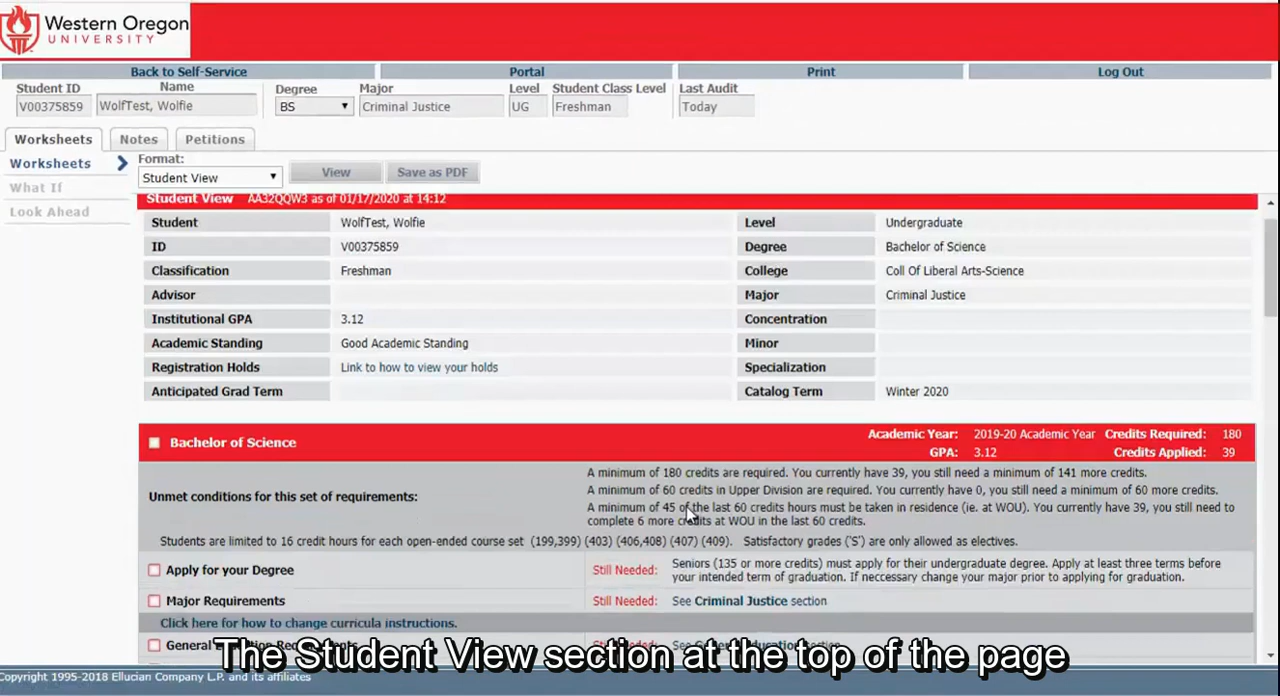 Western Oregon
UNIVERSITY
Back to Self-Service Portal Print Log Out
Student ID Name Degree Major Level Student Class Level Last Audit
V00375859 WolfTest, Wolfie BS Criminal Justice UG Freshman Today
Worksheets Notes Petitions
Worksheets Format:
Student View View Save as PDF
What If
Look Ahead
Student View AA32QQW3 as of 01/17/2020 at 14:12
Student WolfTest, Wolfie Level Undergraduate
ID V00375859 Degree Bachelor of Science
Classification Freshman College Coll Of Liberal Arts-Science
Advisor Major Criminal Justice
Institutional GPA 3.12 Concentration
Academic Standing Good Academic Standing Minor
Registration Holds Link to how to view your holds Specialization
Anticipated Grad Term Catalog Term Winter 2020
Bachelor of Science Academic Year: 2019-20 Academic Year Credits Required: 180
GPA: 3.12 Credits Applied: 39
Unmet conditions for this set of requirements: A minimum of 180 credits are required. You currently have 39, you still need a minimum of 141 more credits.
A minimum of 60 credits in Upper Division are required. You currently have 0, you still need a minimum of 60 more credits.
A minimum of 45 of the last 60 credits hours must be taken in residence (ie. at WOU). You currently have 39, you still need to
complete 6 more credits at WOU in the last 60 credits.
Students are limited to 16 credit hours for each open-ended course set (199,399) (403) (406,408) (407) (409). Satisfactory grades ('S') are only allowed as electives.
Apply for your Degree Still Needed: Seniors (135 or more credits) must apply for their undergraduate degree. Apply at least three terms before
your intended term of graduation. If neccessary change your major prior to applying for graduation.
Major Requirements Still Needed: See Criminal Justice section
Click here for how to change curricula instructions.
General Education Requirements Still Needed: See General Education section
The Student View section at the top of the page
Copyright 1995-2018 Ellucian Company L.P. and its affiliates